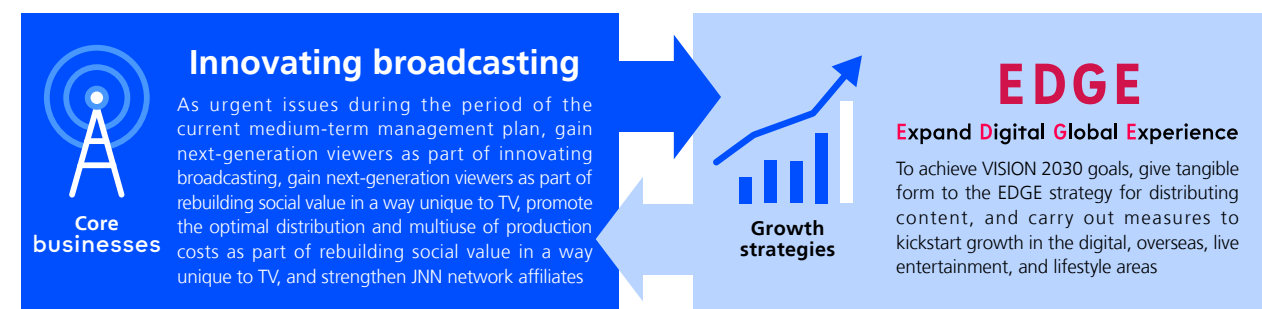 Innovating broadcasting
As urgent issues during the period of the
current medium-term management plan, gain
next-generation viewers as part of innovating
broadcasting, gain next-generation viewers as part of
rebuilding social value in a way unique to TV, promote
the optimal distribution and multiuse of production
costs as part of rebuilding social value in a way
unique to TV, and strengthen JNN network affiliates
Core
businesses
Growth
strategies
EDGE
Expand Digital Global Experience
To achieve VISION 2030 goals, give tangible
form to the EDGE strategy for distributing
content, and carry out measures to
kickstart growth in the digital, overseas, live
entertainment, and lifestyle areas